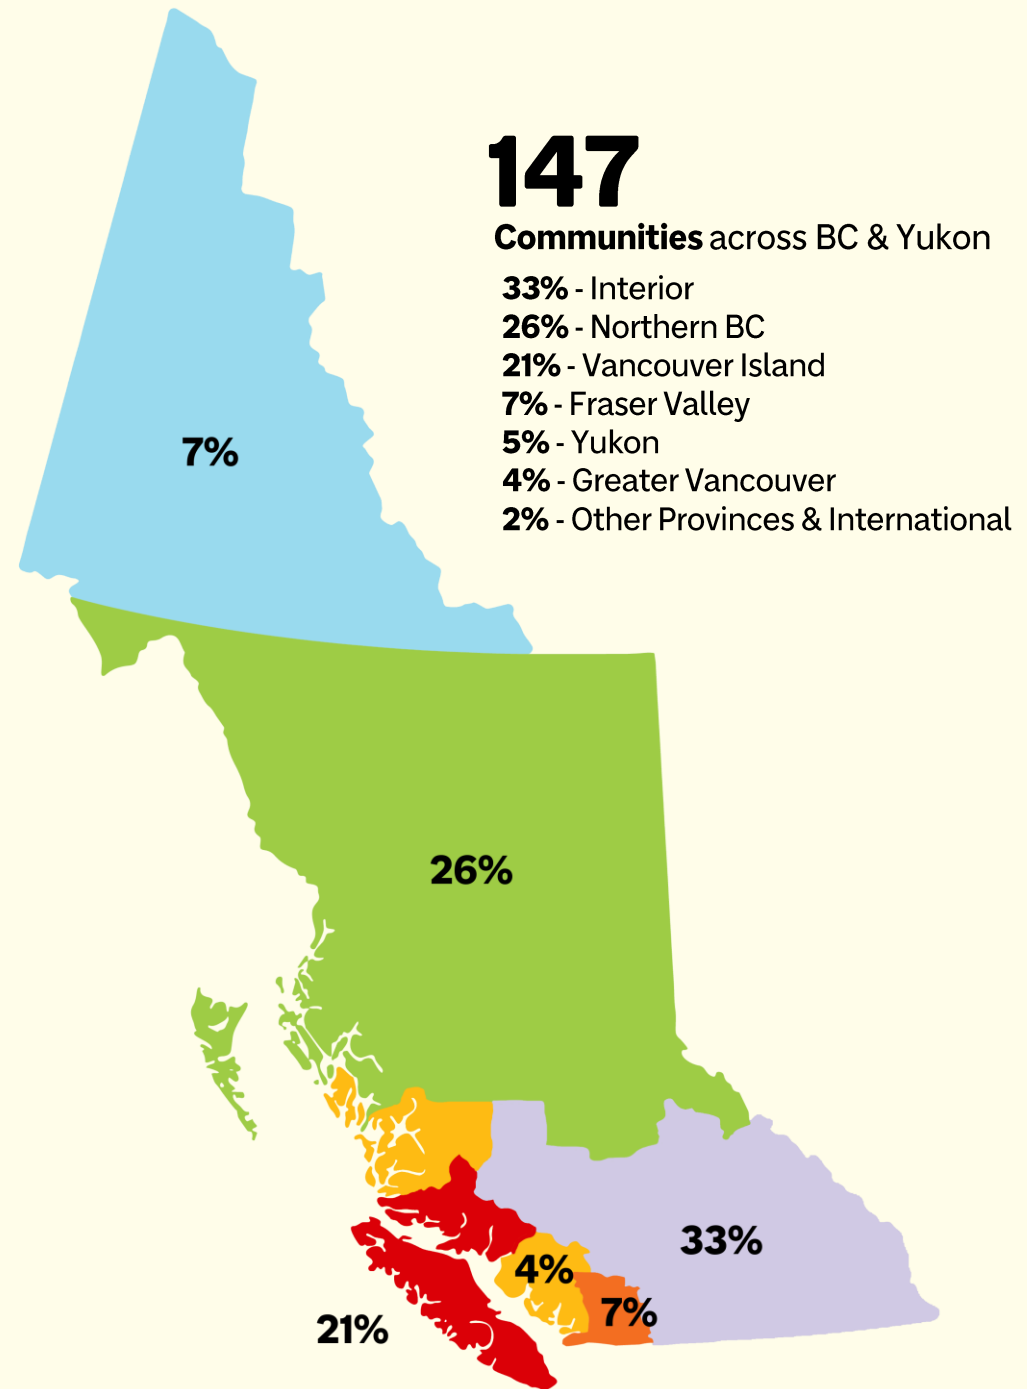 147
Communities across BC & Yukon
33% - Interior
26% - Northern BC
21% - Vancouver Island
7% - Fraser Valley
5% - Yukon
4% - Greater Vancouver
2% - Other Provinces & International
7%
26%
33%
4%
7%
21%